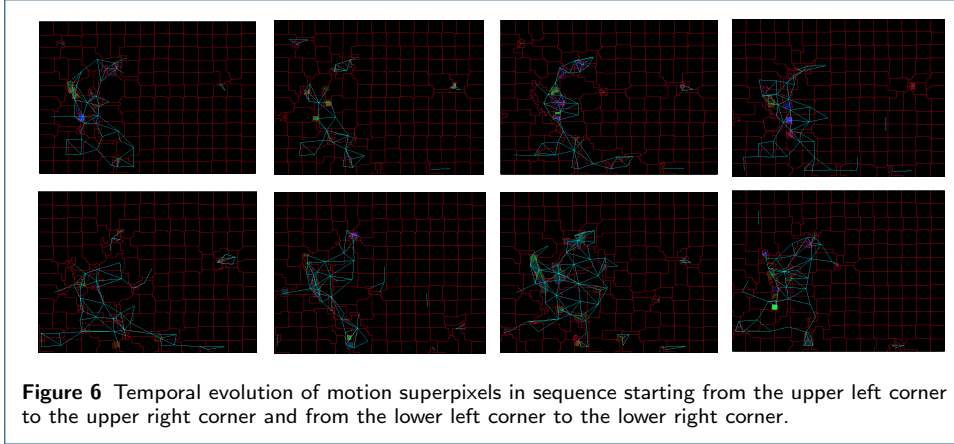 Figure 6 Temporal evolution of motion superpixels in sequence starting from the upper left corner
to the upper right corner and from the lower left corner to the lower right corner.